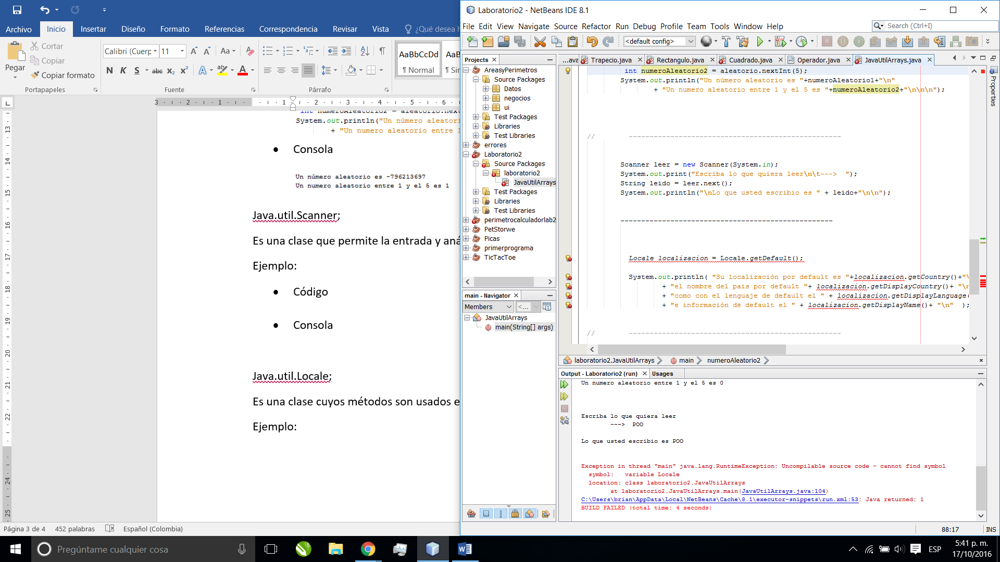 Archivo
Inicio
Insertar
Diseño
Formato
Referencias
Correspondencia
Revisar
Vista
¿Qué desea h
Pegar
Cortar
Copiar
Copiar formato
Portapapeles
Calibri (Cuerp
11
Aa
N K S abc x₂ x²
Fuente
Párrafo
AaBbCcDd
¶ Normal
AaB
¶ Sin
3 2 1 1 2 3 4 5 6
System.out.println("Un número aleatori
+ "Un numero aleatorio entre 1
Consola
Un número aleatorio es -796213697
Un numero aleatorio entre 1 y el 5 es 1
Java.util.Scanner;
Es una clase que permite la entrada y aná
Ejemplo:
Código
Consola
Java.util.Locale;
Es una clase cuyos métodos son usados e
Ejemplo:
13
14
15
16
17
18
19
20
21
22
24
25
Página 3 de 4
452 palabras
Español (Colombia)
Laboratorio2 - NetBeans IDE 8.1
File Edit View Navigate Source Refactor Run Debug Profile Team Tools Window Help
Search (Ctrl+I)
<default config>
Projects
AreasyPerimetros
Source Packages
Datos
negocios
ui
Test Packages
Libraries
Test Libraries
errores
Laboratorio2
Source Packages
laboratorio2
JavaUtilArrays
Test Packages
Libraries
Test Libraries
perimetrocalculadorlab2
PetStorwe
Picas
primerprograma
TicTacToe
main - Navigator
Members
<...
JavaUtilArrays
main(String[] args)
...ava
Trapecio.java
Rectangulo.java
Cuadrado.java
Operador.java
JavaUtilArrays.java
int numeroAleatorio2 = aleatorio.nextInt(5);
System.out.println("Un número aleatorio es "+numeroAleatorio1+"\n"
+ "Un numero aleatorio entre 1 y el 5 es "+numeroAleatorio2+"\n\n\n");
// ---------------------------------------------------
Scanner leer = new Scanner(System.in);
System.out.print("Escriba lo que quiera leer\n\t---> ");
String leido = leer.next();
System.out.println("\nLo que usted escribio es " + leido+"\n\n");
---------------------------------------------------
Locale localizacion = Locale.getDefault();
System.out.println( "Su localización por default es "+localizacion.getCountry()+"\
+ "el nombre del pais por default "+ localizacion.getDisplayCountry()+ "\n
+ "como con el lenguaje de default el " + localizacion.getDisplayLanguage(
+ "e información de default el " + localizacion.getDisplayName()+ "\n" );
// ---------------------------------------------------
Properties
laboratorio2.JavaUtilArrays
main
numeroAleatorio2
Output - Laboratorio2 (run)
Usages
Un numero aleatorio entre 1 y el 5 es 0
Escriba lo que quiera leer
---> POO
Lo que usted escribio es POO
Exception in thread "main" java.lang.RuntimeException: Uncompilable source code - cannot find symbol
symbol: variable Locale
location: class laboratorio2.JavaUtilArrays
at laboratorio2.JavaUtilArrays.main(JavaUtilArrays.java:104)
C:\Users\brian\AppData\Local\NetBeans\Cache\8.1\executor-snippets\run.xml:53: Java returned: 1
BUILD FAILED (total time: 4 seconds)
88:17
INS
Pregúntame cualquier cosa
ESP
5:41 p. m.
17/10/2016